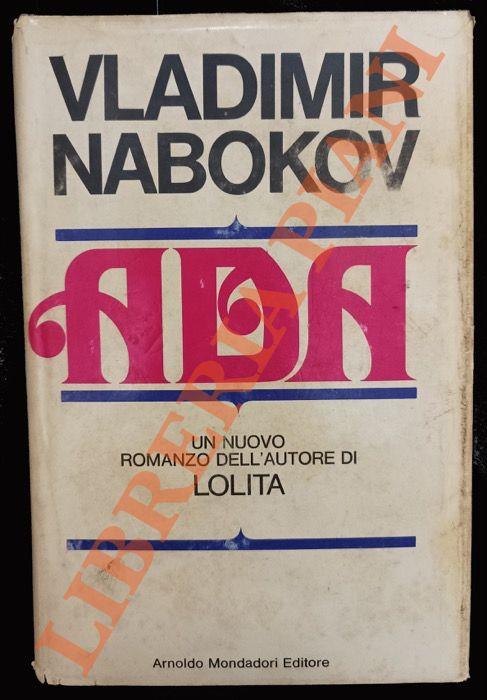 VLADIMIR
NABOKOV
ADA
UN NUOVO
ROMANZO DELL'AUTORE DI
LOLITA
Arnoldo Mondadori Editore
LIBRERIA PIANI